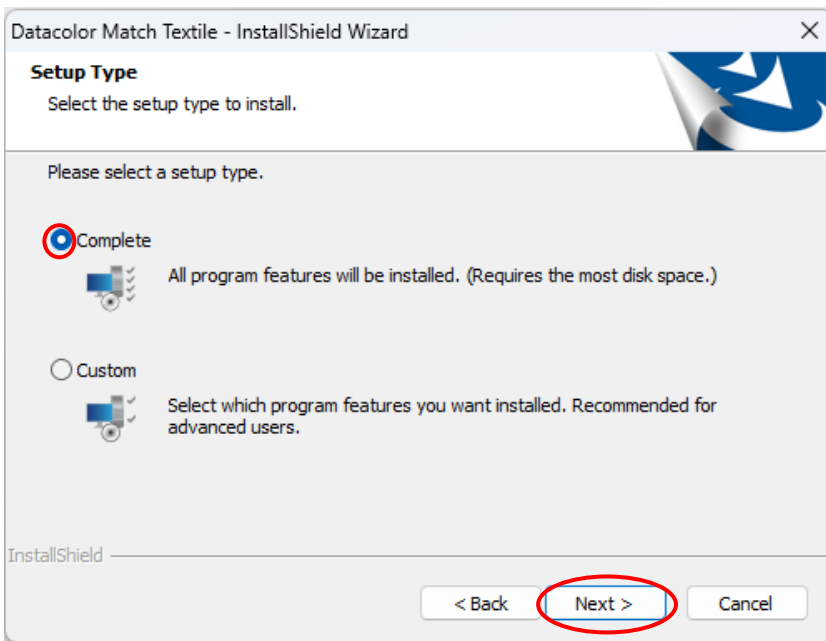 Datacolor Match Textile - InstallShield Wizard
Setup Type
Select the setup type to install.
Please select a setup type.
Complete
All program features will be installed. (Requires the most disk space.)
Custom
Select which program features you want installed. Recommended for
advanced users.
InstallShield
< Back
Next >
Cancel